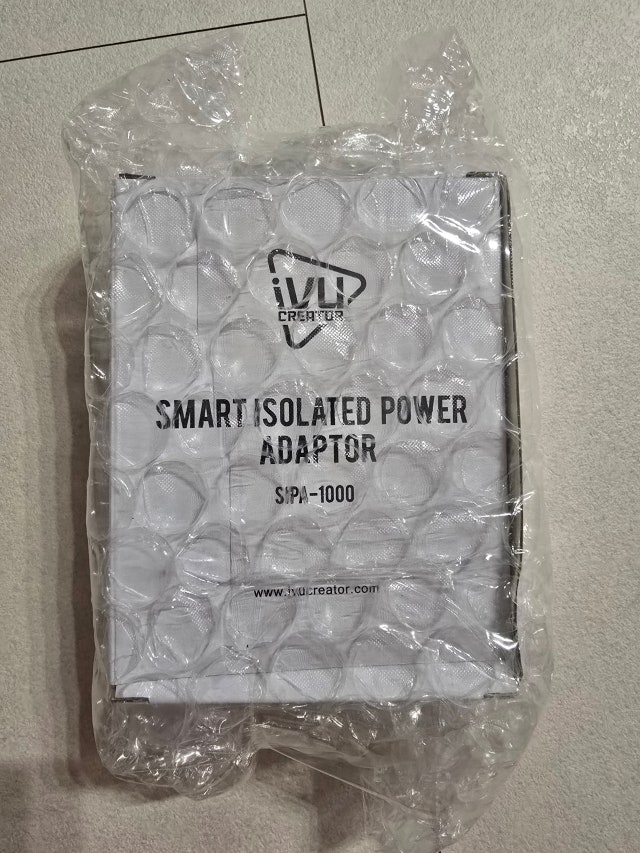 ivu
CREATOR
SMART ISOLATED POWER
ADAPTOR
SIPA-1000
www.ivucreator.com